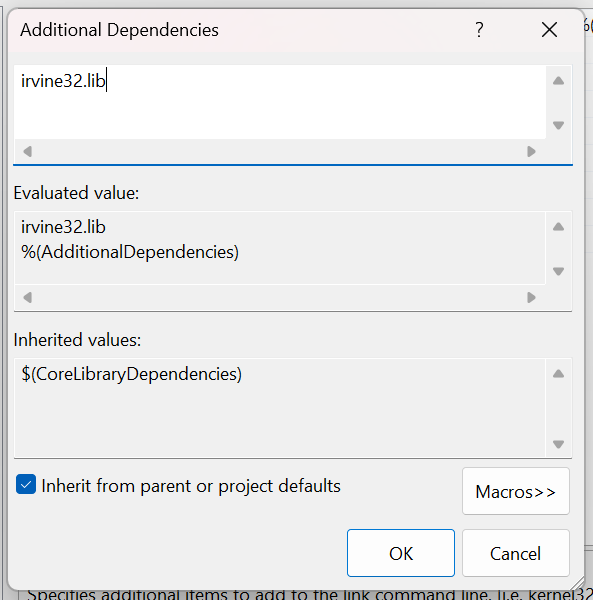 Additional Dependencies ?
irvine32.lib
Evaluated value:
irvine32.lib
%(AdditionalDependencies)
Inherited values:
$(CoreLibraryDependencies)
Inherit from parent or project defaults
Macros>>
OK Cancel
Specifies additional items to add to the link command line. (i.e. kernel32